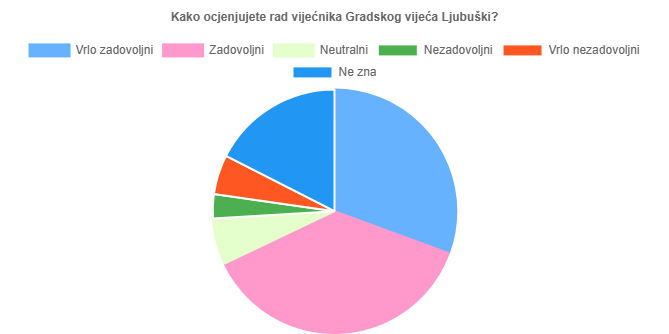 Kako ocjenjujete rad vijećnika Gradskog vijeća Ljubuški?
Vrlo zadovoljni Zadovoljni Neutralni Nezadovoljni Vrlo nezadovoljni
Ne zna